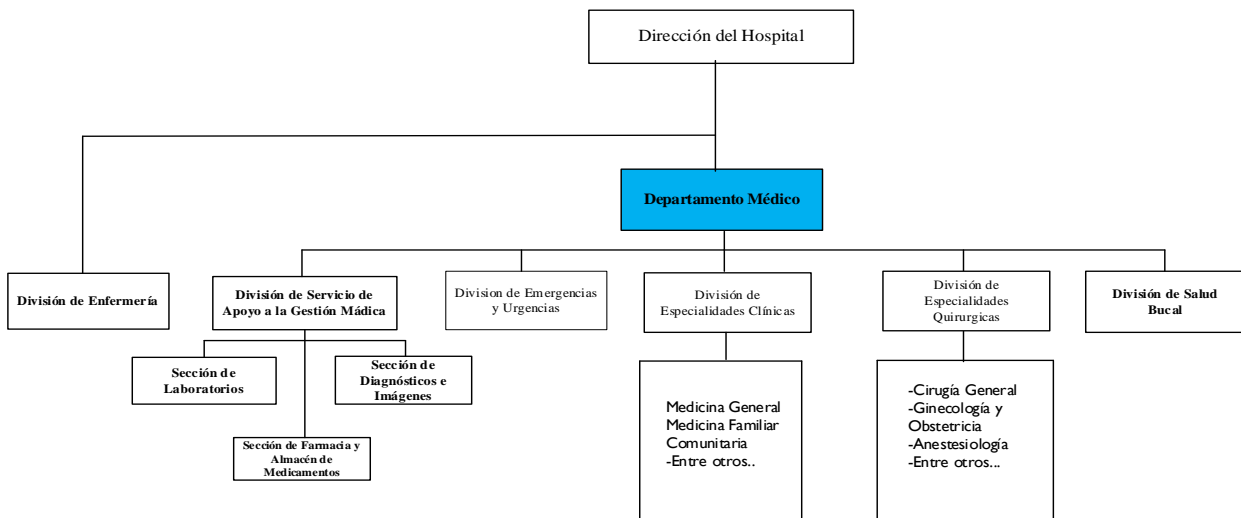 Dirección del Hospital
Departamento Médico
División de Enfermería
División de Servicio de
Apoyo a la Gestión Mádica
Division de Emergencias
y Urgencias
División de
Especialidades Clínicas
División de
Especialidades
Quirurgicas
División de Salud
Bucal
Sección de
Laboratorios
Sección de
Diagnósticos e
Imágenes
Sección de Farmacia y
Almacén de
Medicamentos
Medicina General
Medicina Familiar
Comunitaria
-Entre otros..
-Cirugía General
-Ginecología y
Obstetricia
-Anestesiología
-Entre otros...